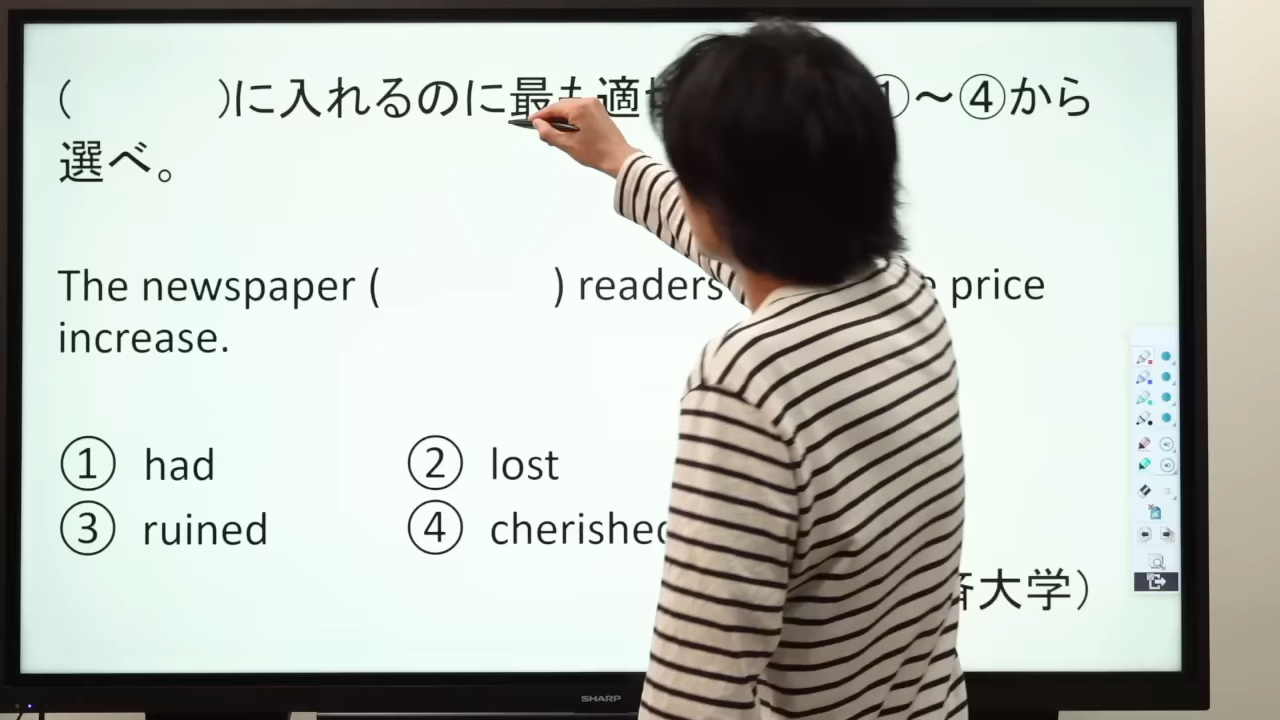 (　　　)に入れるのに最も適 ①～④から
選べ。
The newspaper (　　　) readers price
increase.
① had　② lost
③ ruined　④ cherished
大学）
SHARP